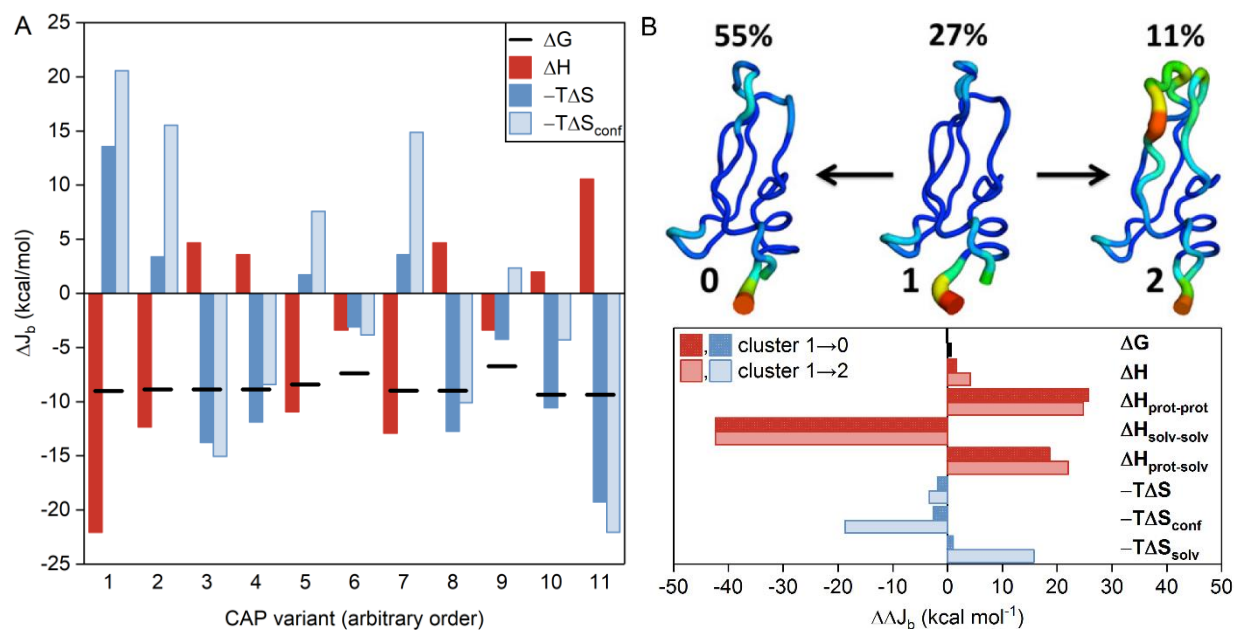 A
ΔG
ΔH
−TΔS
−TΔS_conf
25
20
15
10
5
0
-5
-10
-15
-20
-25
ΔJ_b (kcal/mol)
1 2 3 4 5 6 7 8 9 10 11
CAP variant (arbitrary order)
B
55% 27% 11%
0 1 2
cluster 1→0
cluster 1→2
ΔG
ΔH
ΔH_prot-prot
ΔH_solv-solv
ΔH_prot-solv
−TΔS
−TΔS_conf
−TΔS_solv
-50 -40 -30 -20 -10 0 10 20 30 40 50
ΔΔJ_b (kcal mol⁻¹)